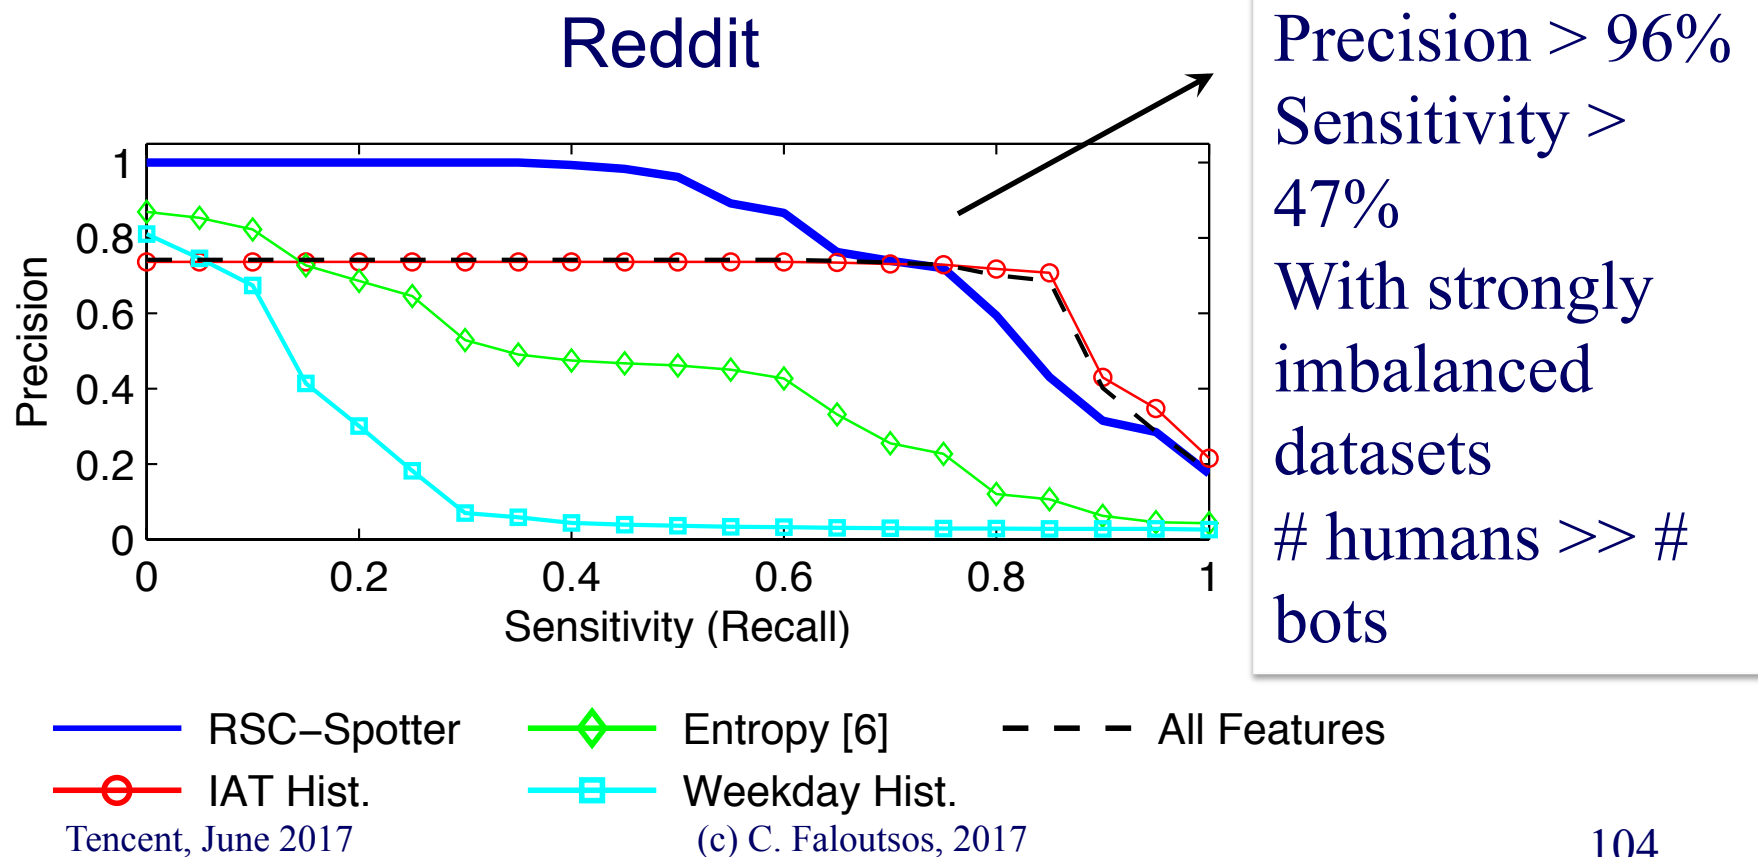 Reddit
Precision > 96%
Sensitivity >
47%
With strongly
imbalanced
datasets
# humans >> #
bots
Precision
1
0.8
0.6
0.4
0.2
0
0 0.2 0.4 0.6 0.8 1
Sensitivity (Recall)
RSC−Spotter Entropy [6] All Features
IAT Hist. Weekday Hist.
Tencent, June 2017 (c) C. Faloutsos, 2017 104